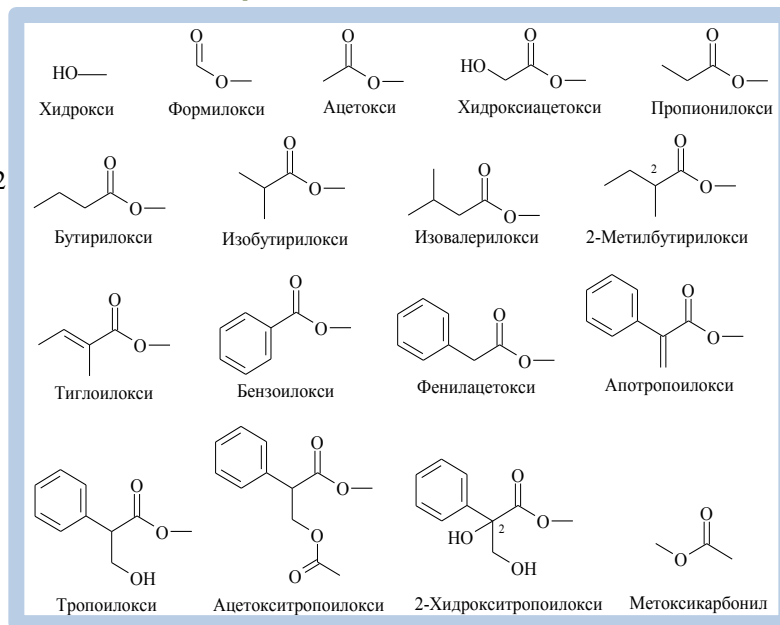 HO
O
O
Хидрокси
Формилокси
O
O
Ацетокси
HO
O
O
Хидроксиацетокси
O
O
Пропионилокси
2
O
O
Бутирилокси
O
O
Изобутирилокси
O
O
Изовалерилокси
2
O
O
2-Метилбутирилокси
O
O
Тиглоилокси
O
O
Бензоилокси
O
O
Фенилацетокси
O
O
Апотропоилокси
O
O
OH
Тропоилокси
O
O
O
O
Ацетокситропоилокси
O
O
HO
2
OH
2-Хидрокситропоилокси
O
O
Метоксикарбонил